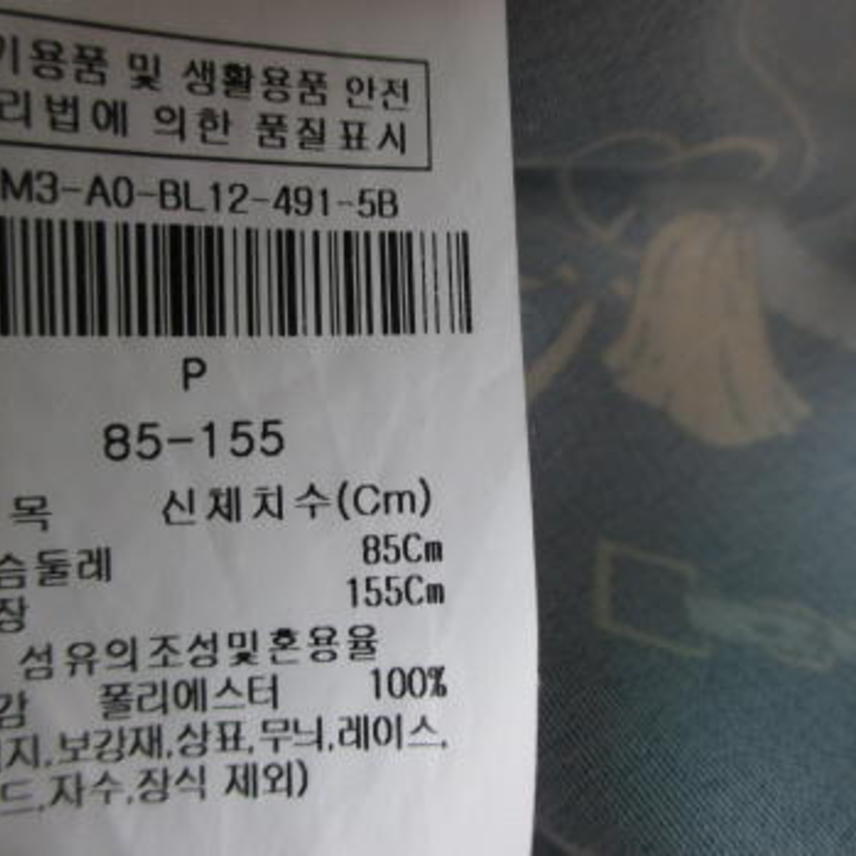 기용품 및 생활용품 안전
리법에 의한 품질표시
M3-A0-BL12-491-5B
P
85-155
목 신체치수(Cm)
슴둘레 85Cm
장 155Cm
섬유의조성및혼용율
감 폴리에스터 100%
지,보강재,상표,무늬,레이스,
드,자수,장식 제외)